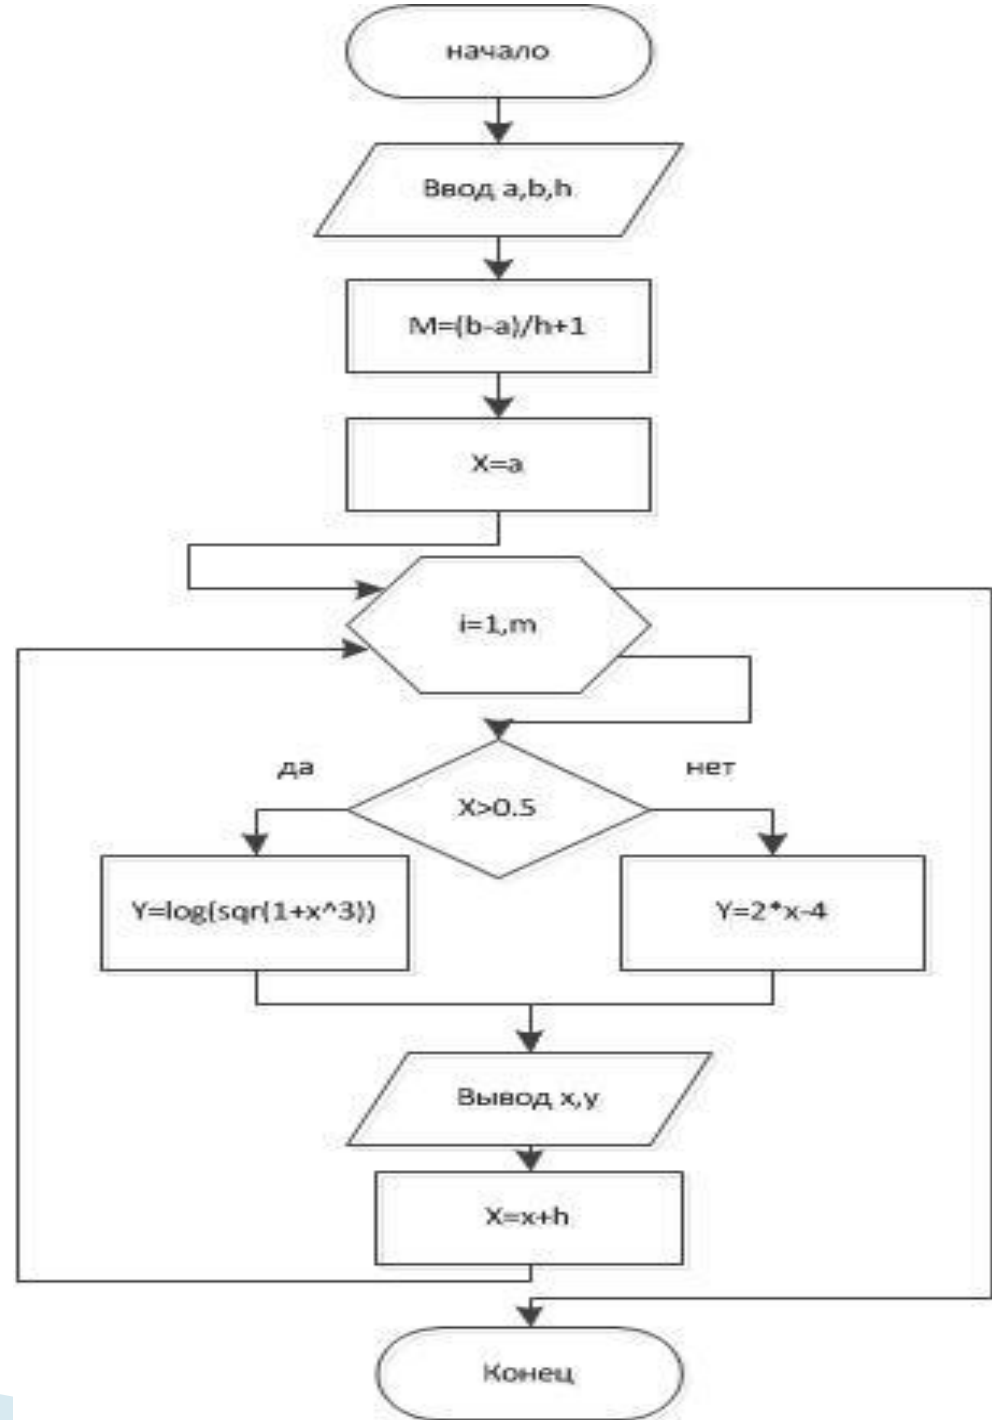 начало
Ввод a,b,h
M=(b-a)/h+1
X=a
i=1,m
да
нет
X>0.5
Y=log(sqr(1+x^3))
Y=2*x-4
Вывод x,y
X=x+h
Конец